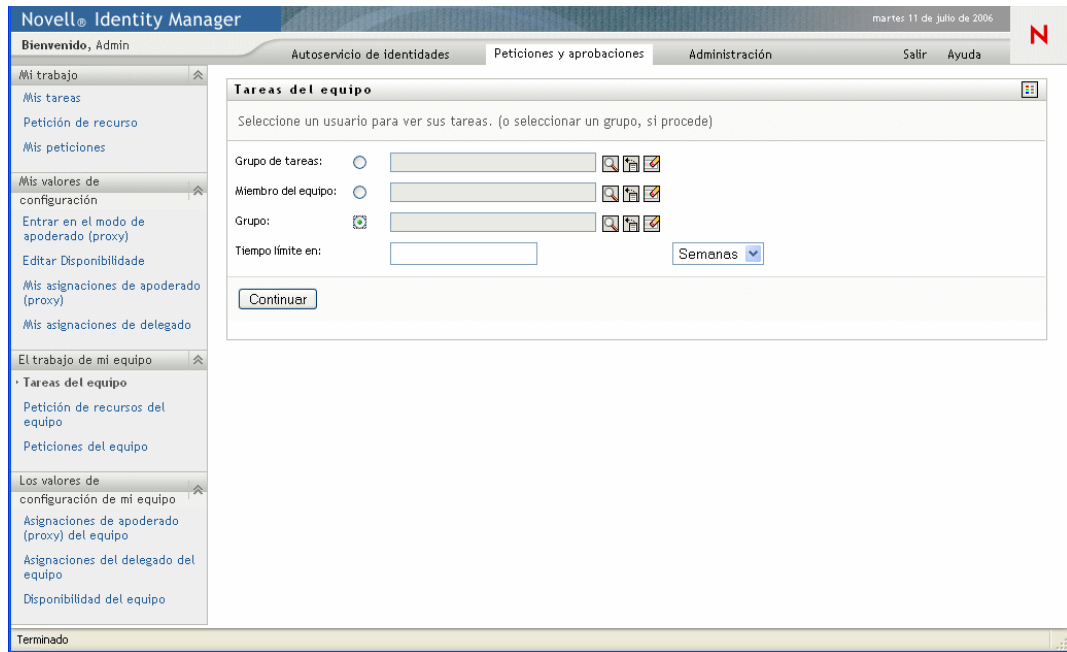 Novell® Identity Manager
martes 11 de julio de 2006
N
Bienvenido, Admin
Autoservicio de identidades
Peticiones y aprobaciones
Administración
Salir
Ayuda
Mi trabajo
Mis tareas
Petición de recurso
Mis peticiones
Mis valores de
configuración
Entrar en el modo de
apoderado (proxy)
Editar Disponibilidade
Mis asignaciones de apoderado
(proxy)
Mis asignaciones de delegado
El trabajo de mi equipo
Tareas del equipo
Petición de recursos del
equipo
Peticiones del equipo
Los valores de
configuración de mi equipo
Asignaciones de apoderado
(proxy) del equipo
Asignaciones del delegado del
equipo
Disponibilidad del equipo
Tareas del equipo
Seleccione un usuario para ver sus tareas. (o seleccionar un grupo, si procede)
Grupo de tareas:
Miembro del equipo:
Grupo:
Tiempo límite en:
Semanas
Continuar
Terminado